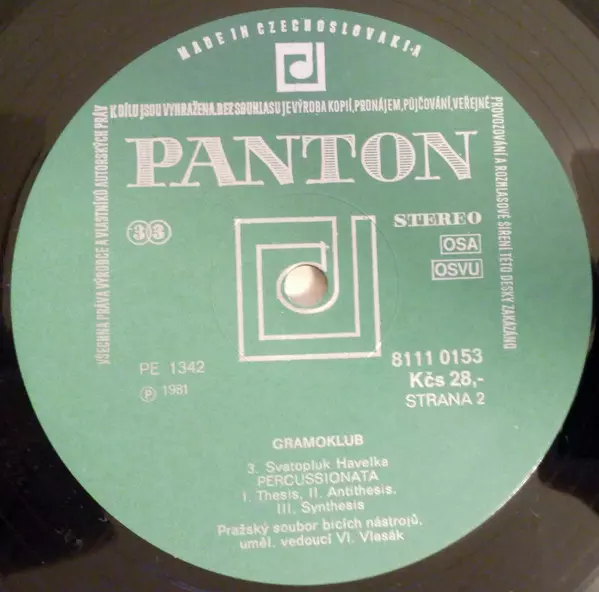 MADE IN CZECHOSLOVAKI-A
VŠECHNA PRÁVA VÝROBCE A VLASTNÍKŮ AUTORSKÝCH PRÁV
K DÍLU JSOU VYHRAŽENA. BEZ SOUHLASU JE VÝROBA KOPIÍ, PRONÁJEM, PŮJČOVÁNÍ, VEŘEJNÉ
PROVOZOVÁNÍ A ROZHLASOVÉ ŠÍŘENÍ TÉTO DESKY ZAKÁZÁNO
PANTON
33
STEREO
OSA
OSVU
PE 1342
℗ 1981
8111 0153
Kčs 28,-
STRANA 2
GRAMOKLUB
3. Svatopluk Havelka
PERCUSSIONATA
I. Thesis, II. Antithesis,
III. Synthesis
Pražský soubor bicích nástrojů,
uměl. vedoucí Vl. Vlasák